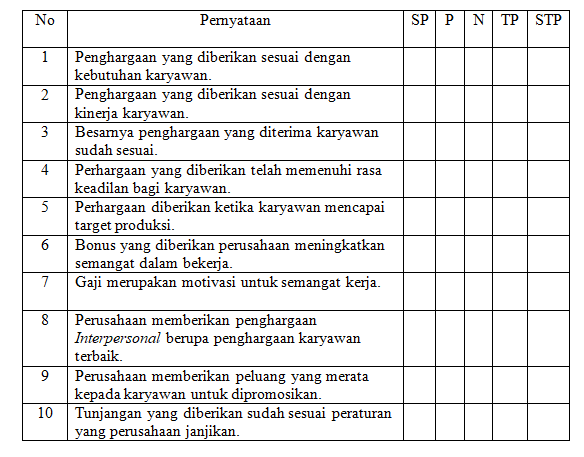 No Pernyataan SP P N TP STP
1 Penghargaan yang diberikan sesuai dengan
kebutuhan karyawan.
2 Penghargaan yang diberikan sesuai dengan
kinerja karyawan.
3 Besarnya penghargaan yang diterima karyawan
sudah sesuai.
4 Perhargaan yang diberikan telah memenuhi rasa
keadilan bagi karyawan.
5 Perhargaan diberikan ketika karyawan mencapai
target produksi.
6 Bonus yang diberikan perusahaan meningkatkan
semangat dalam bekerja.
7 Gaji merupakan motivasi untuk semangat kerja.
8 Perusahaan memberikan penghargaan
Interpersonal berupa penghargaan karyawan
terbaik.
9 Perusahaan memberikan peluang yang merata
kepada karyawan untuk dipromosikan.
10 Tunjangan yang diberikan sudah sesuai peraturan
yang perusahaan janjikan.